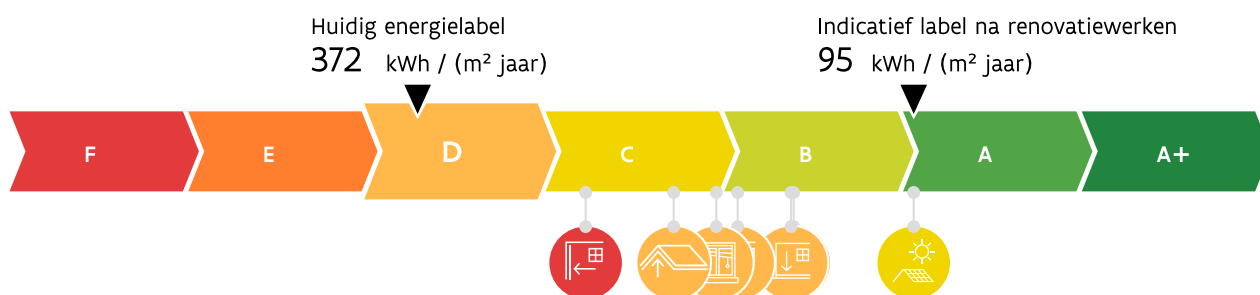 Huidig energielabel
372 kWh / (m² jaar)
Indicatief label na renovatiewerken
95 kWh / (m² jaar)
F E D C B A A+